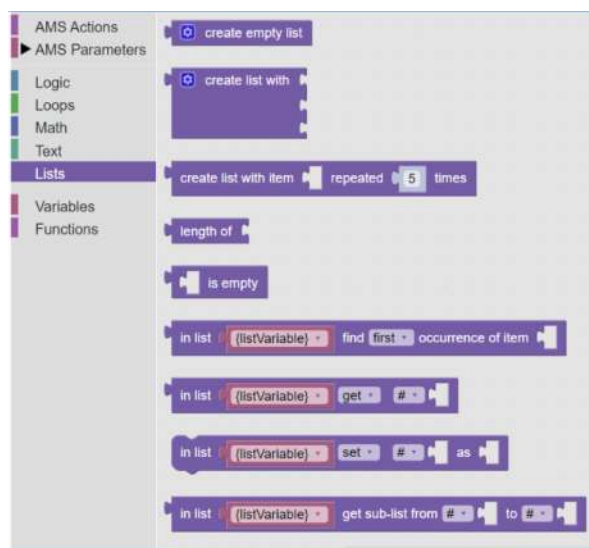 AMS Actions
AMS Parameters
Logic
Loops
Math
Text
Lists
Variables
Functions
create empty list
create list with
create list with item repeated 5 times
length of
is empty
in list {listVariable} find first occurrence of item
in list {listVariable} get #
in list {listVariable} set # as
in list {listVariable} get sub-list from # to #